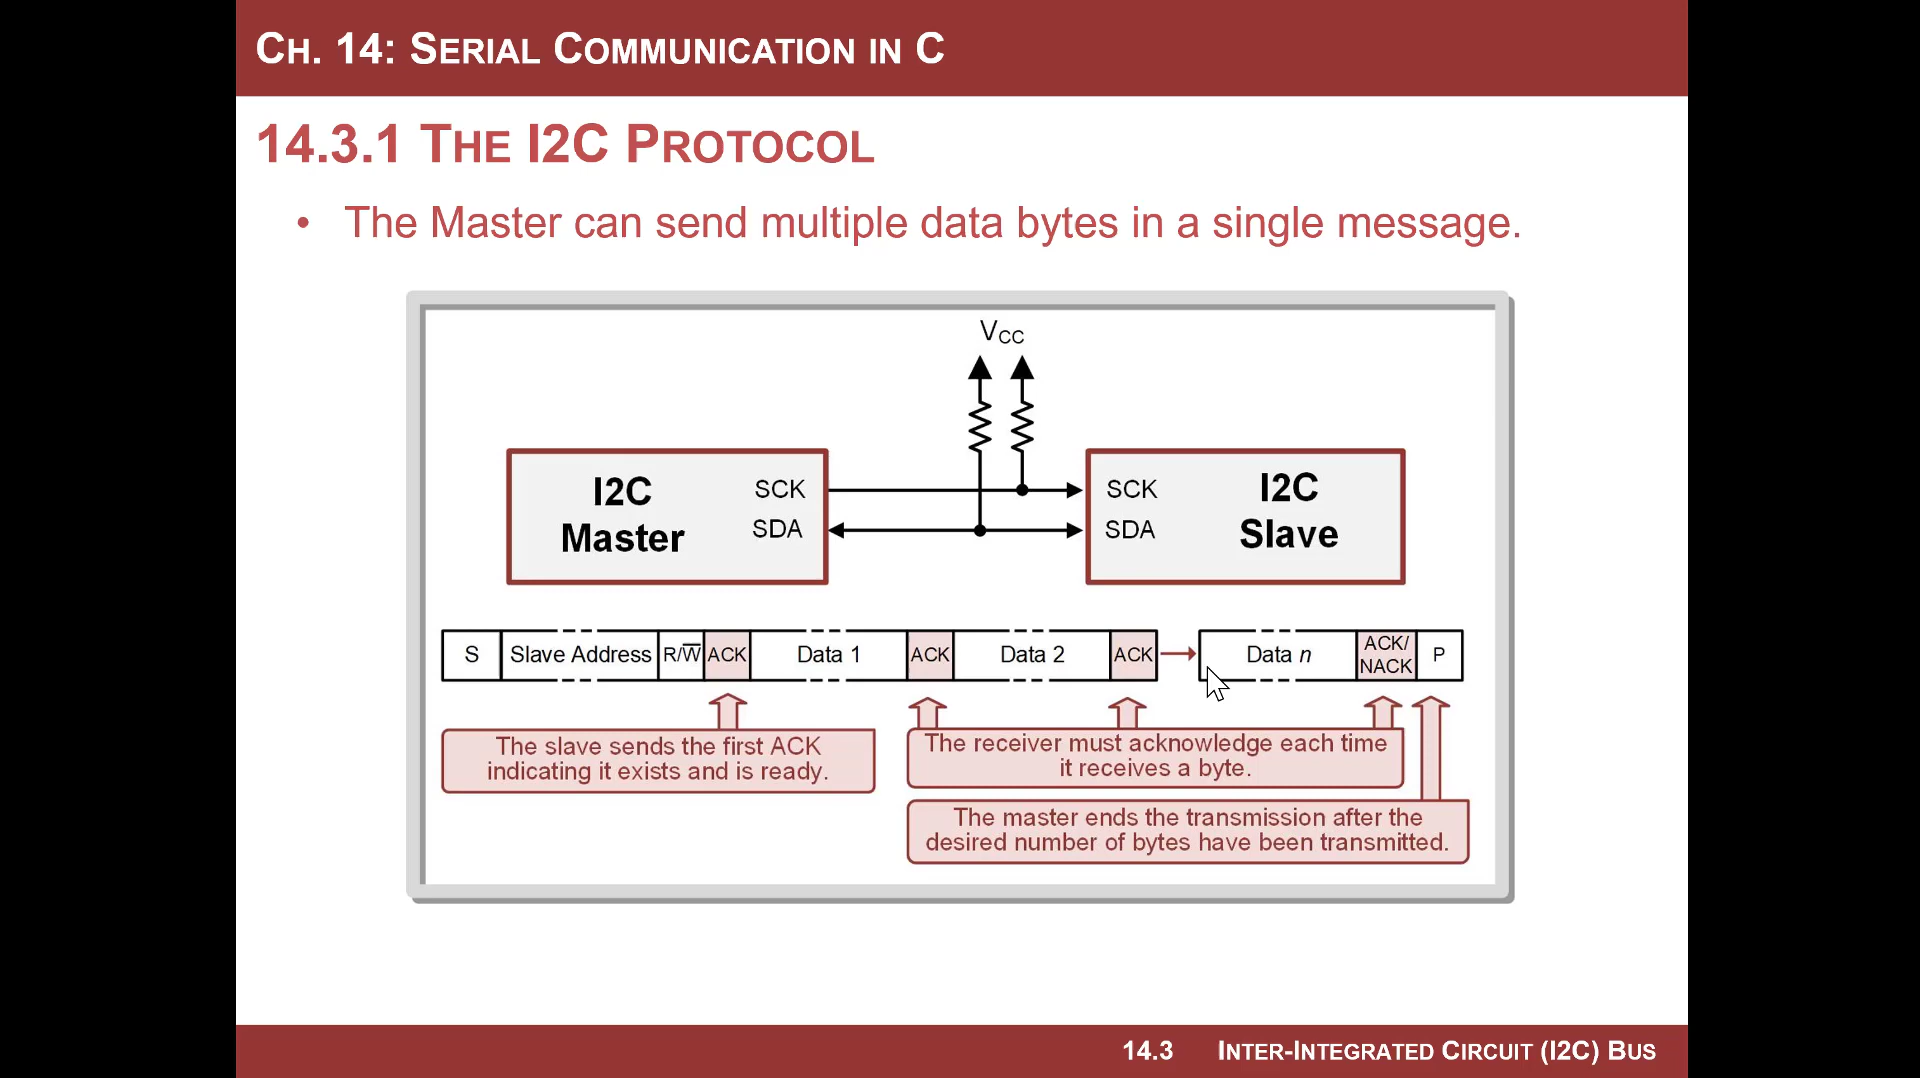 CH. 14: SERIAL COMMUNICATION IN C
14.3.1 THE I2C PROTOCOL
• The Master can send multiple data bytes in a single message.
VCC
I2C
Master
SCK
SDA
SCK
SDA
I2C
Slave
S
Slave Address
R/W̅
ACK
Data 1
ACK
Data 2
ACK
Data n
ACK/
NACK
P
The slave sends the first ACK
indicating it exists and is ready.
The receiver must acknowledge each time
it receives a byte.
The master ends the transmission after the
desired number of bytes have been transmitted.
14.3 INTER-INTEGRATED CIRCUIT (I2C) BUS